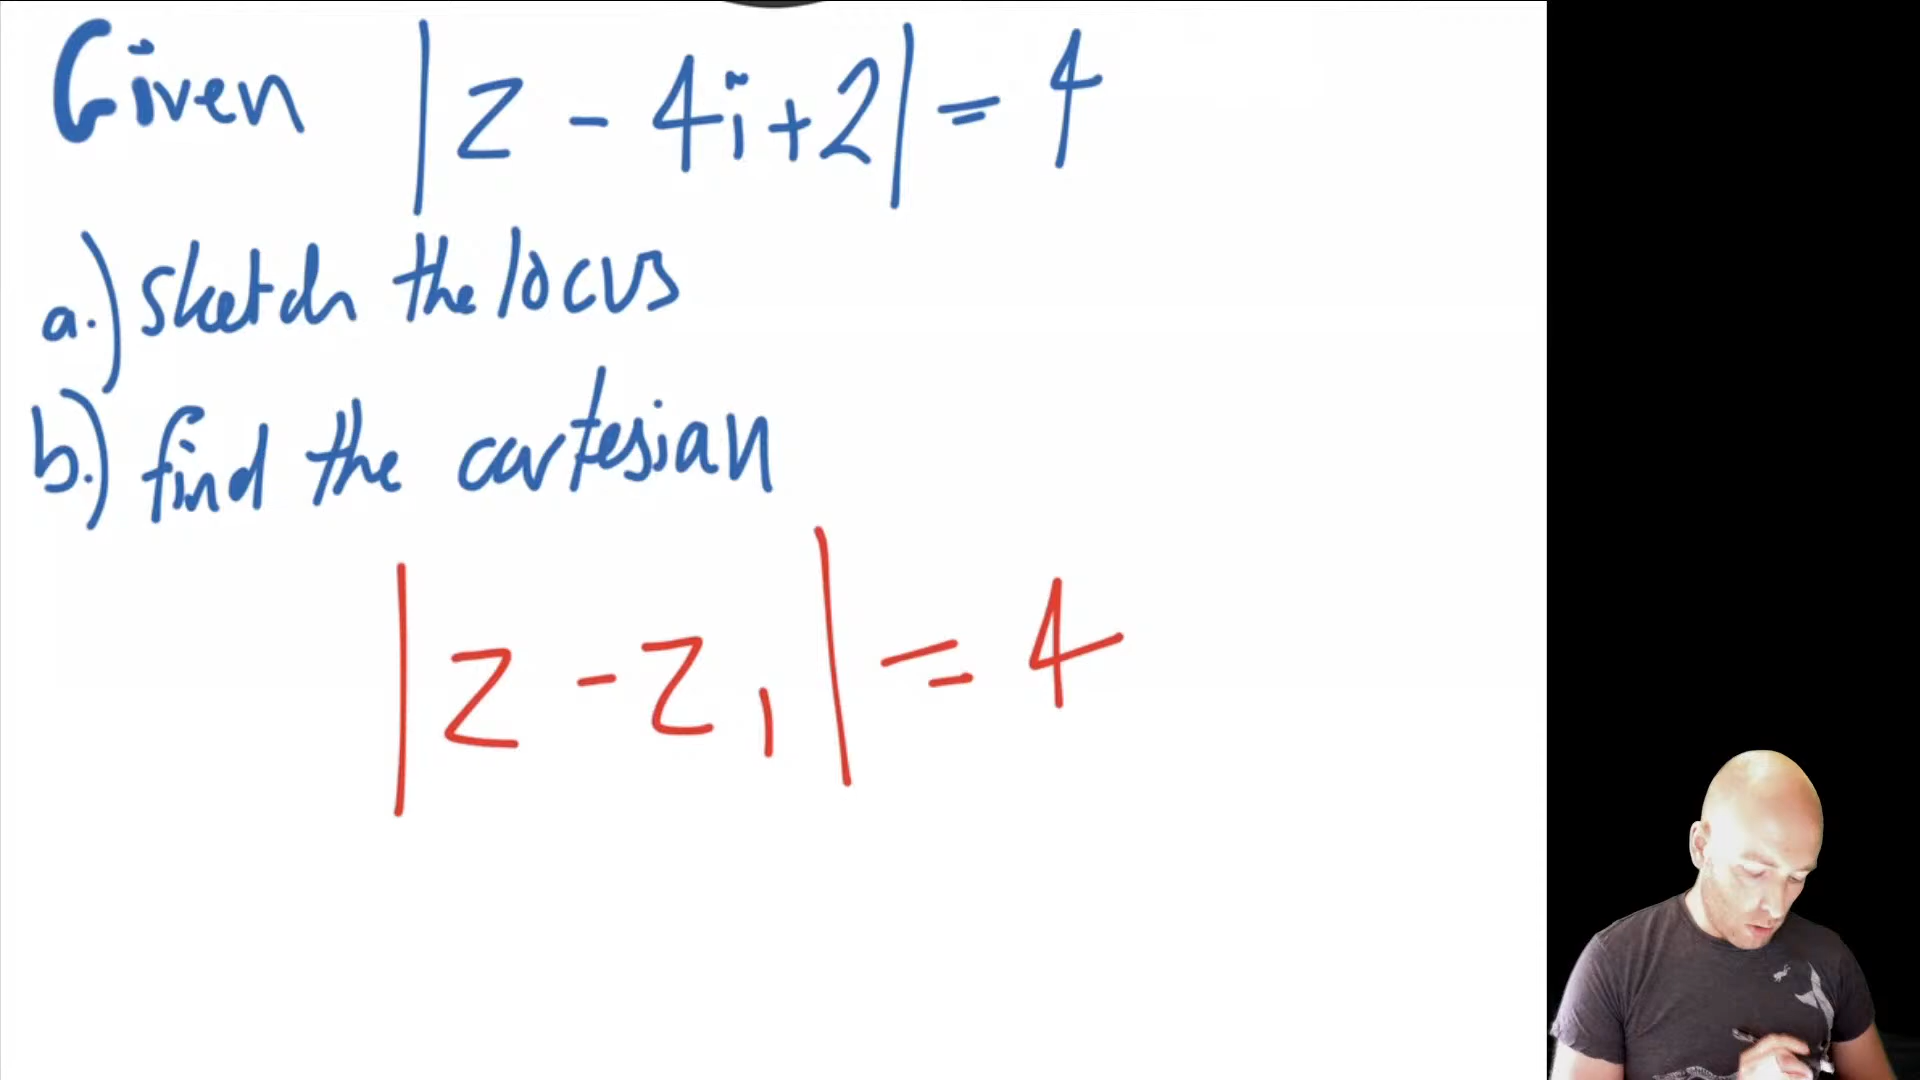 Given |z - 4i + 2| = 4
a.) sketch the locus
b.) find the cartesian
|z - z₁| = 4